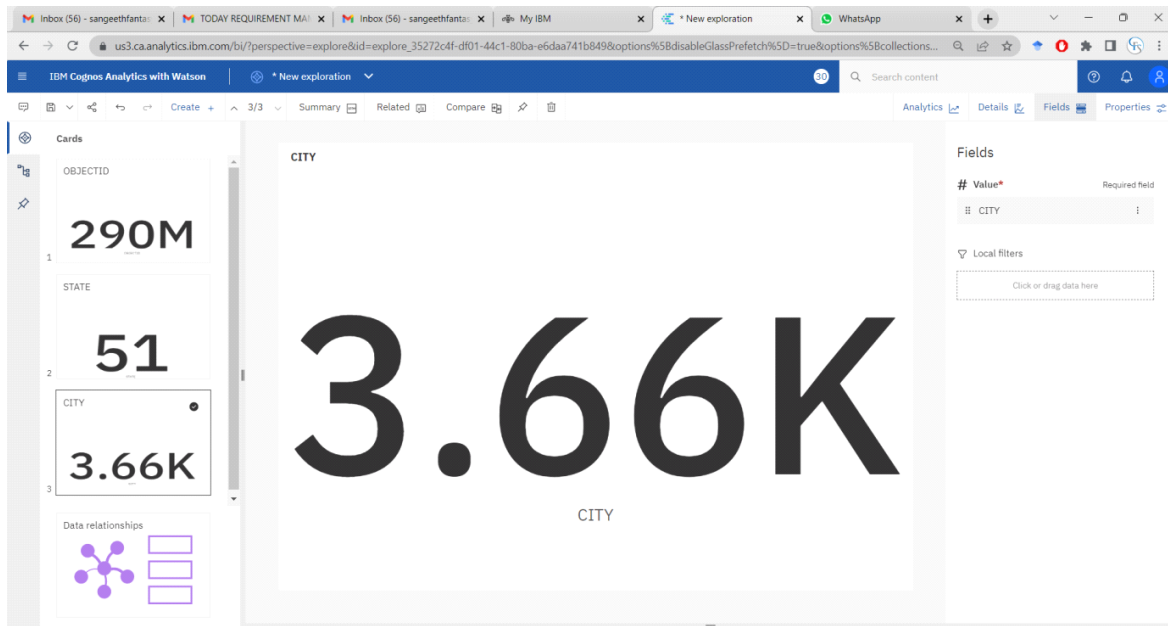 Inbox (56) - sangeethfantas
TODAY REQUIREMENT MAI
Inbox (56) - sangeethfantas
My IBM
* New exploration
WhatsApp
us3.ca.analytics.ibm.com/bi/?perspective=explore&id=explore_35272c4f-df01-44c1-80ba-e6daa741b849&options%5BdisableGlassPrefetch%5D=true&options%5Bcollections...
IBM Cognos Analytics with Watson
* New exploration
30
Search content
Create +
3/3
Summary
Related
Compare
Analytics
Details
Fields
Properties
Cards
OBJECTID
290M
1
STATE
51
2
CITY
3.66K
3
Data relationships
CITY
3.66K
CITY
Fields
# Value*
Required field
CITY
Local filters
Click or drag data here